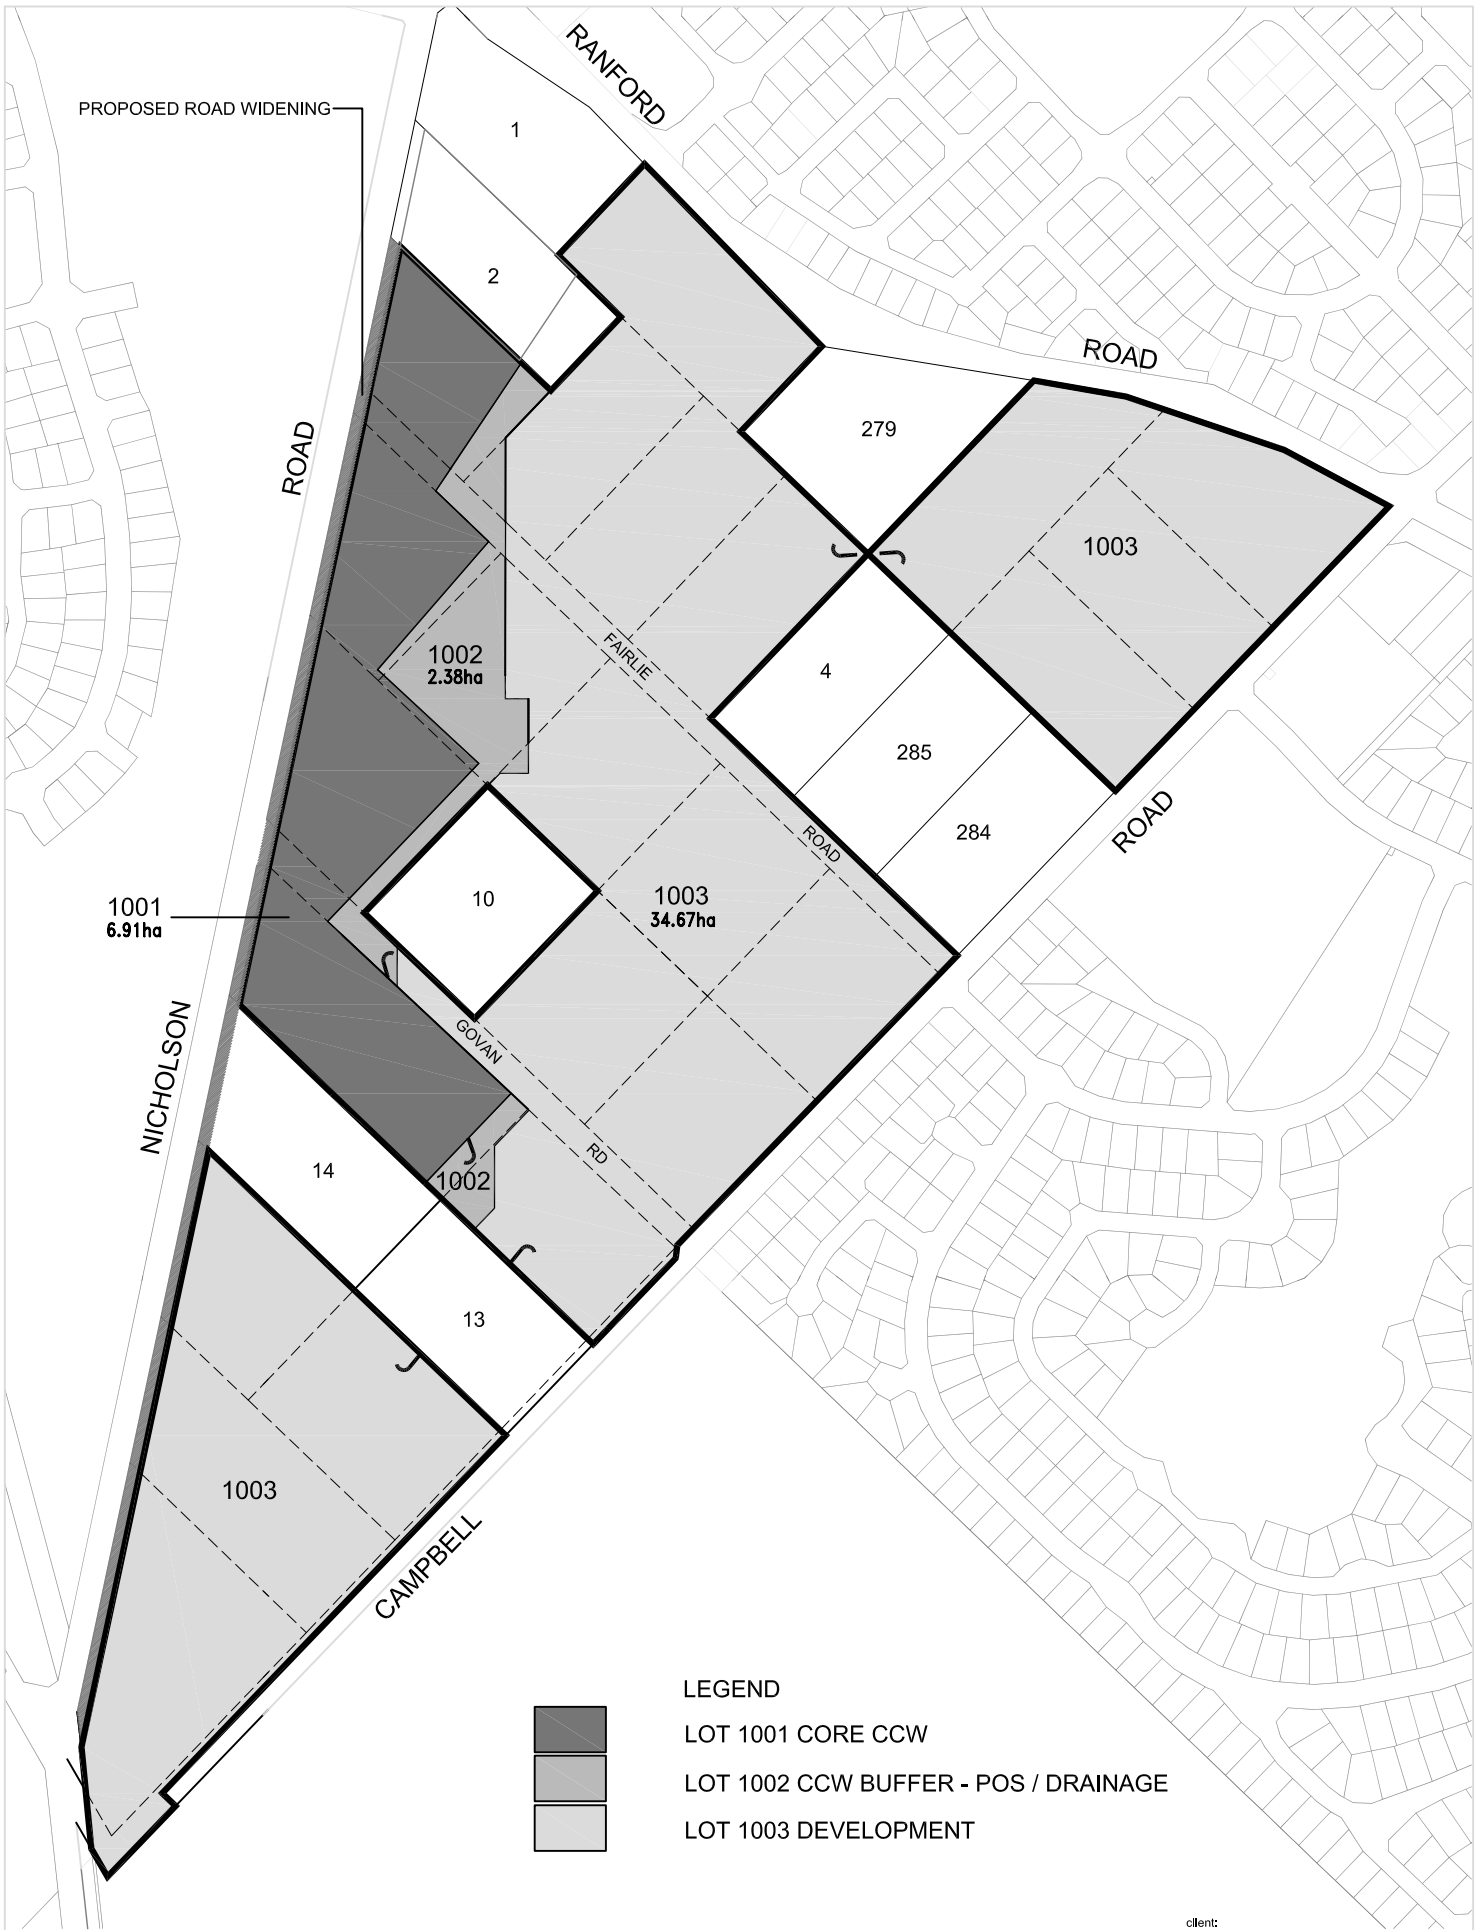 RANFORD
PROPOSED ROAD WIDENING
1
2
ROAD
279
ROAD
1003
FAIRLIE
1002
2.38ha
4
285
ROAD
284
ROAD
10
1003
34.67ha
1001
6.91ha
GOVAN
NICHOLSON
RD
14
1002
13
1003
CAMPBELL
LEGEND
LOT 1001 CORE CCW
LOT 1002 CCW BUFFER - POS / DRAINAGE
LOT 1003 DEVELOPMENT
client: